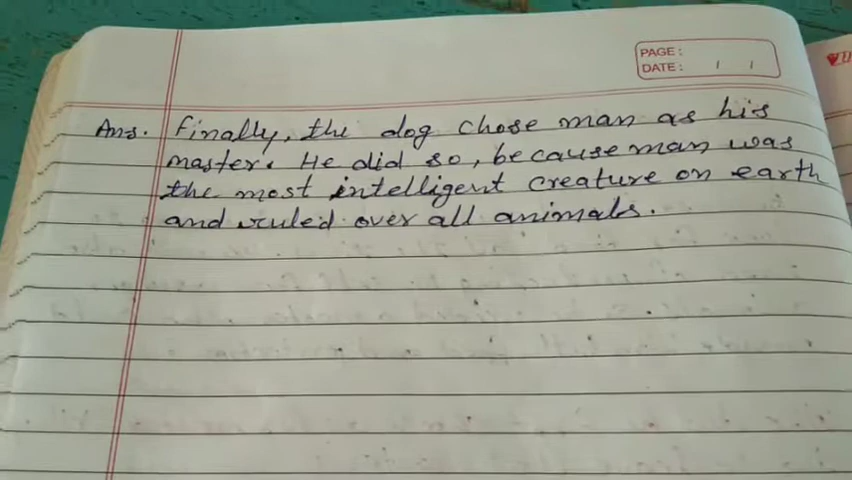 PAGE:
DATE: / /
Ans. Finally, the dog chose man as his
master. He did so, because man was
the most intelligent creature on earth
and ruled over all animals.